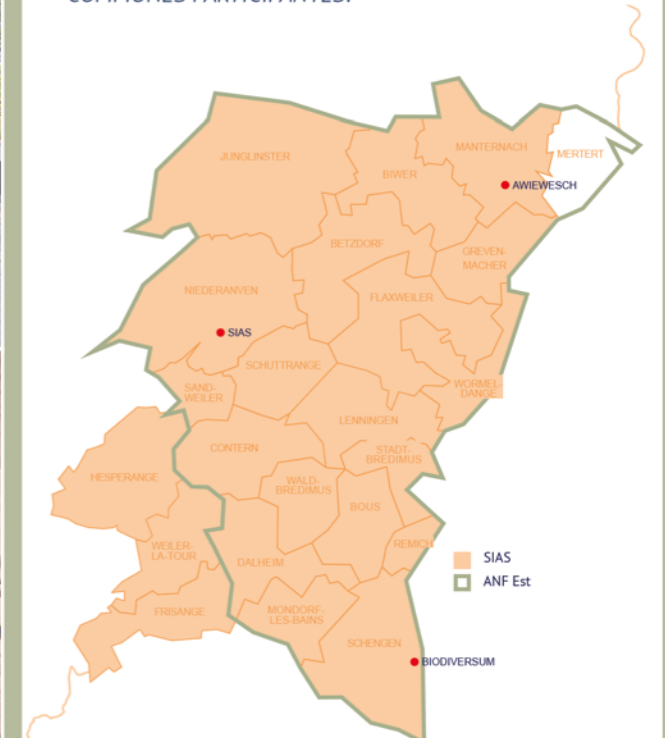 COMMUNES PARTICIPANTES:
JUNGLINSTER
MANTERNACH
MERTERT
BIWER
AWIEWESCH
BETZDORF
GREVEN-
MACHER
NIEDERANVEN
FLAXWEILER
SIAS
SCHUTTRANGE
SAND-
WEILER
WORMEL-
DANGE
LENNINGEN
CONTERN
STADT-
BREDIMUS
HESPERANGE
WALD-
BREDIMUS
BOUS
REMICH
WEILER-
LA-TOUR
DALHEIM
SIAS
ANF Est
FRISANGE
MONDORF-
LES-BAINS
SCHENGEN
BIODIVERSUM